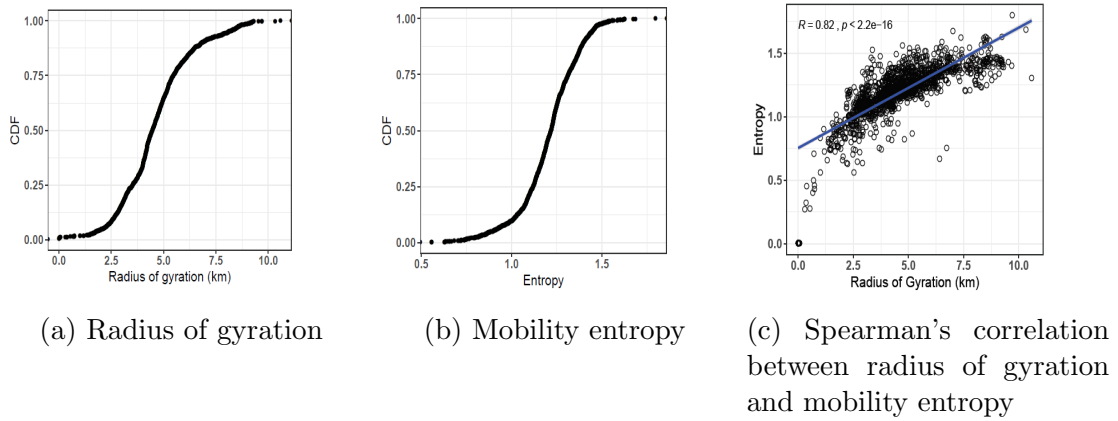 1.00
0.75
0.50
0.25
0.00
CDF
0.0
2.5
5.0
7.5
10.0
Radius of gyration (km)
(a) Radius of gyration
1.00
0.75
0.50
0.25
0.00
CDF
0.5
1.0
1.5
Entropy
(b) Mobility entropy
R = 0.82 , p < 2.2e−16
1.5
1.0
0.5
0.0
Entropy
0.0
2.5
5.0
7.5
10.0
Radius of Gyration (km)
(c) Spearman's correlation
between radius of gyration
and mobility entropy